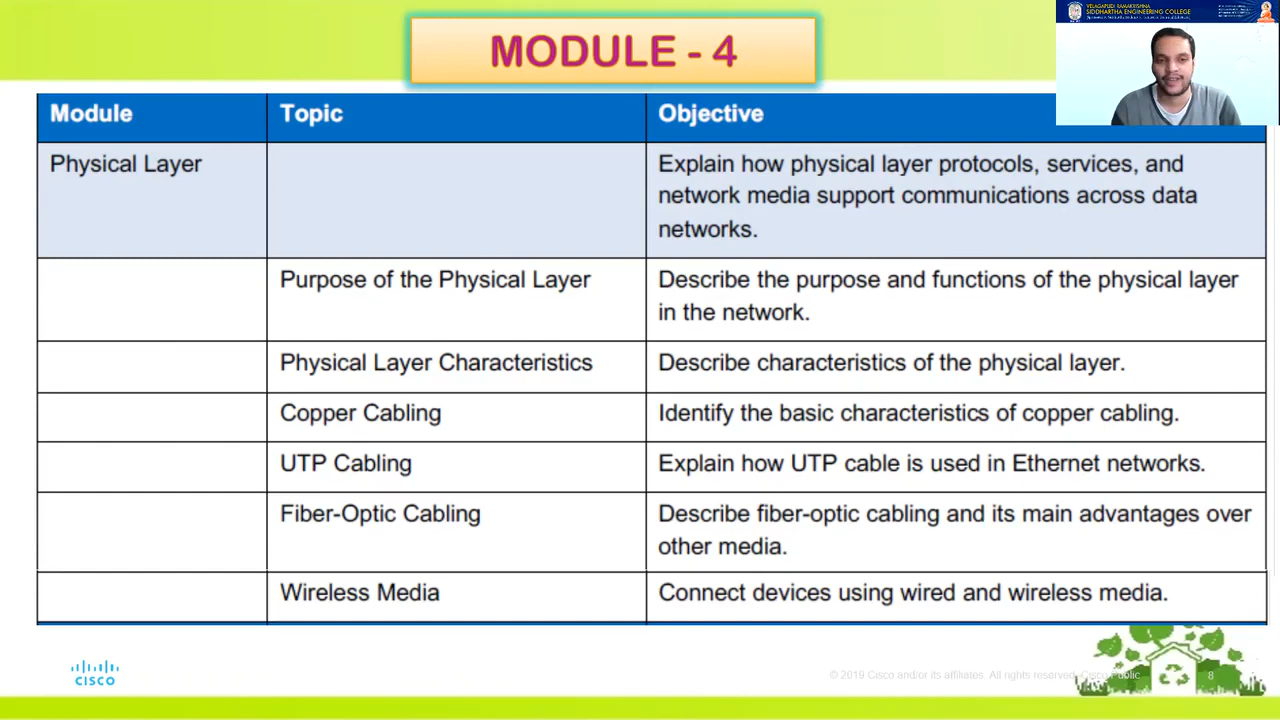 VELAGAPUDI RAMAKRISHNA
SIDDHARTHA ENGINEERING COLLEGE
MODULE - 4
Module Topic Objective
Physical Layer Explain how physical layer protocols, services, and
network media support communications across data
networks.
Purpose of the Physical Layer Describe the purpose and functions of the physical layer
in the network.
Physical Layer Characteristics Describe characteristics of the physical layer.
Copper Cabling Identify the basic characteristics of copper cabling.
UTP Cabling Explain how UTP cable is used in Ethernet networks.
Fiber-Optic Cabling Describe fiber-optic cabling and its main advantages over
other media.
Wireless Media Connect devices using wired and wireless media.
CISCO
© 2019 Cisco and/or its affiliates. All rights reserved. Cisco Public 8